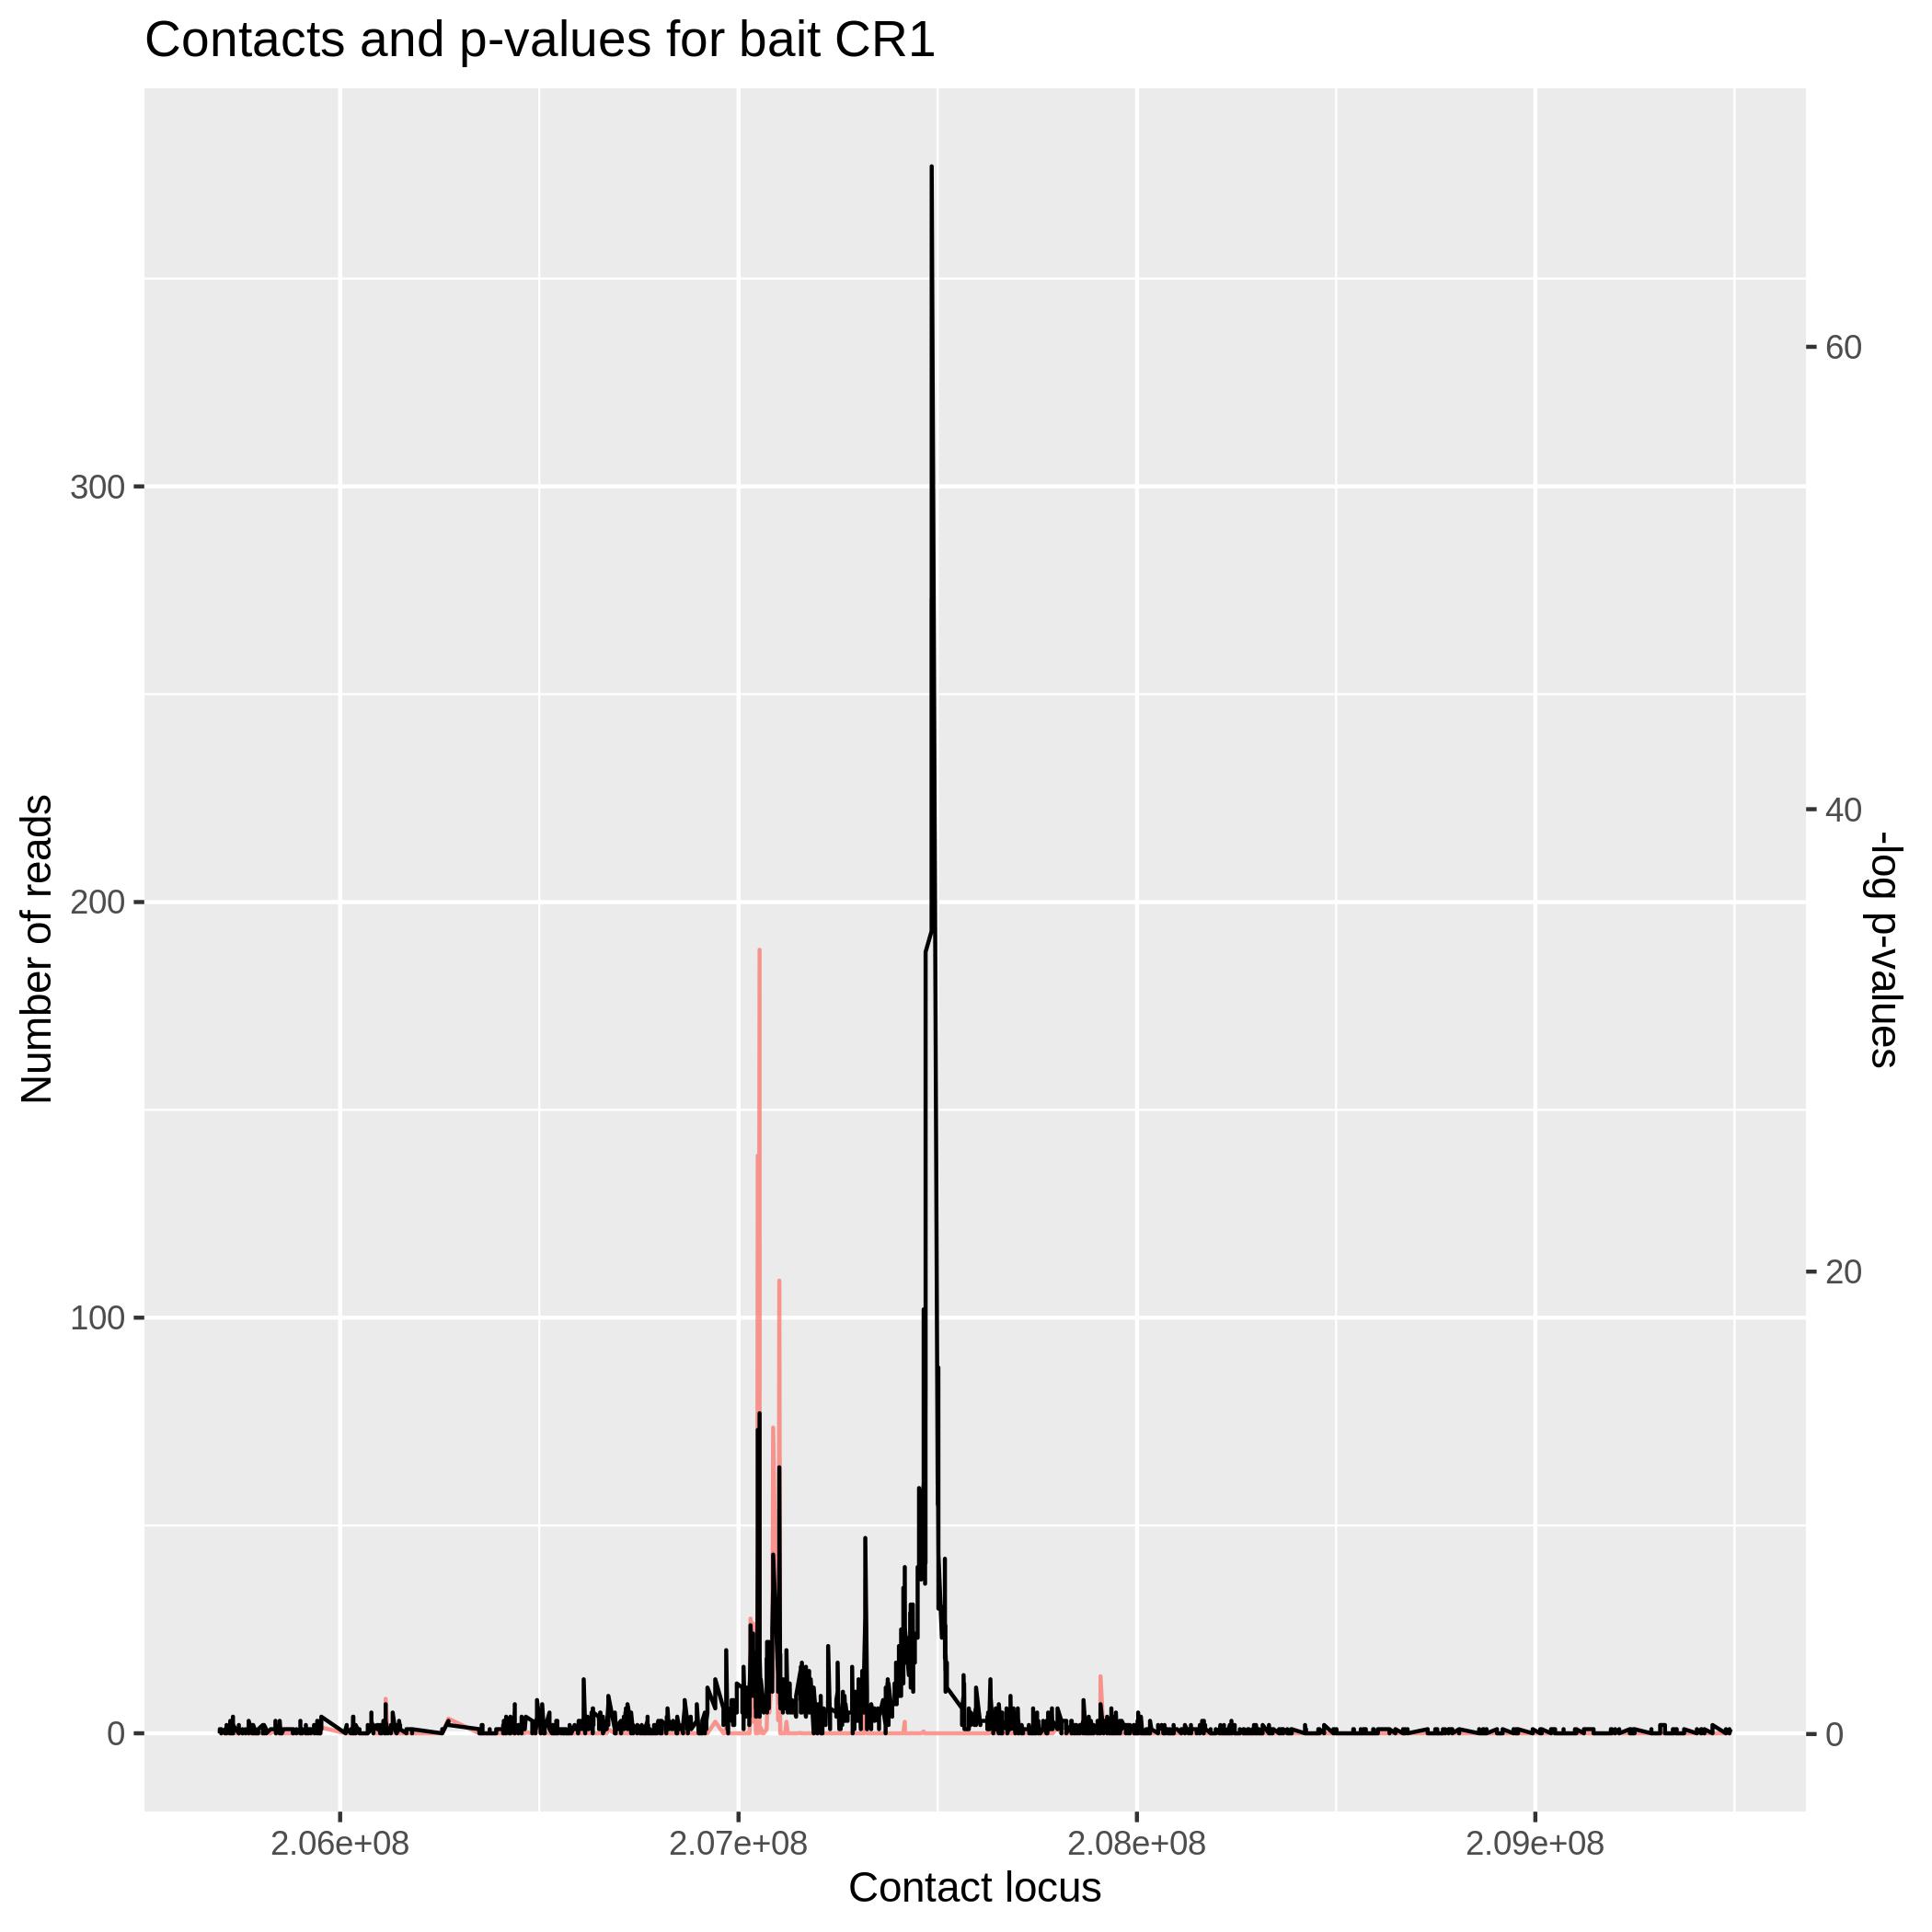 Contacts and p-values for bait CR1
Number of reads
300
200
100
0
60
40
20
0
-log p-values
2.06e+08 2.07e+08 2.08e+08 2.09e+08
Contact locus